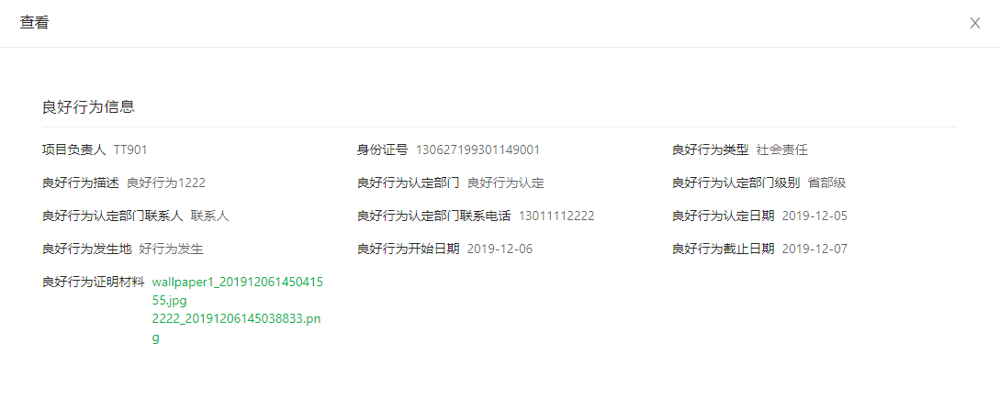 查看
良好行为信息
项目负责人 TT901 身份证号 130627199301149001 良好行为类型 社会责任
良好行为描述 良好行为1222 良好行为认定部门 良好行为认定 良好行为认定部门级别 省部级
良好行为认定部门联系人 联系人 良好行为认定部门联系电话 13011112222 良好行为认定日期 2019-12-05
良好行为发生地 好行为发生 良好行为开始日期 2019-12-06 良好行为截止日期 2019-12-07
良好行为证明材料 wallpaper1_201912061450415
55.jpg
2222_20191206145038833.pn
g